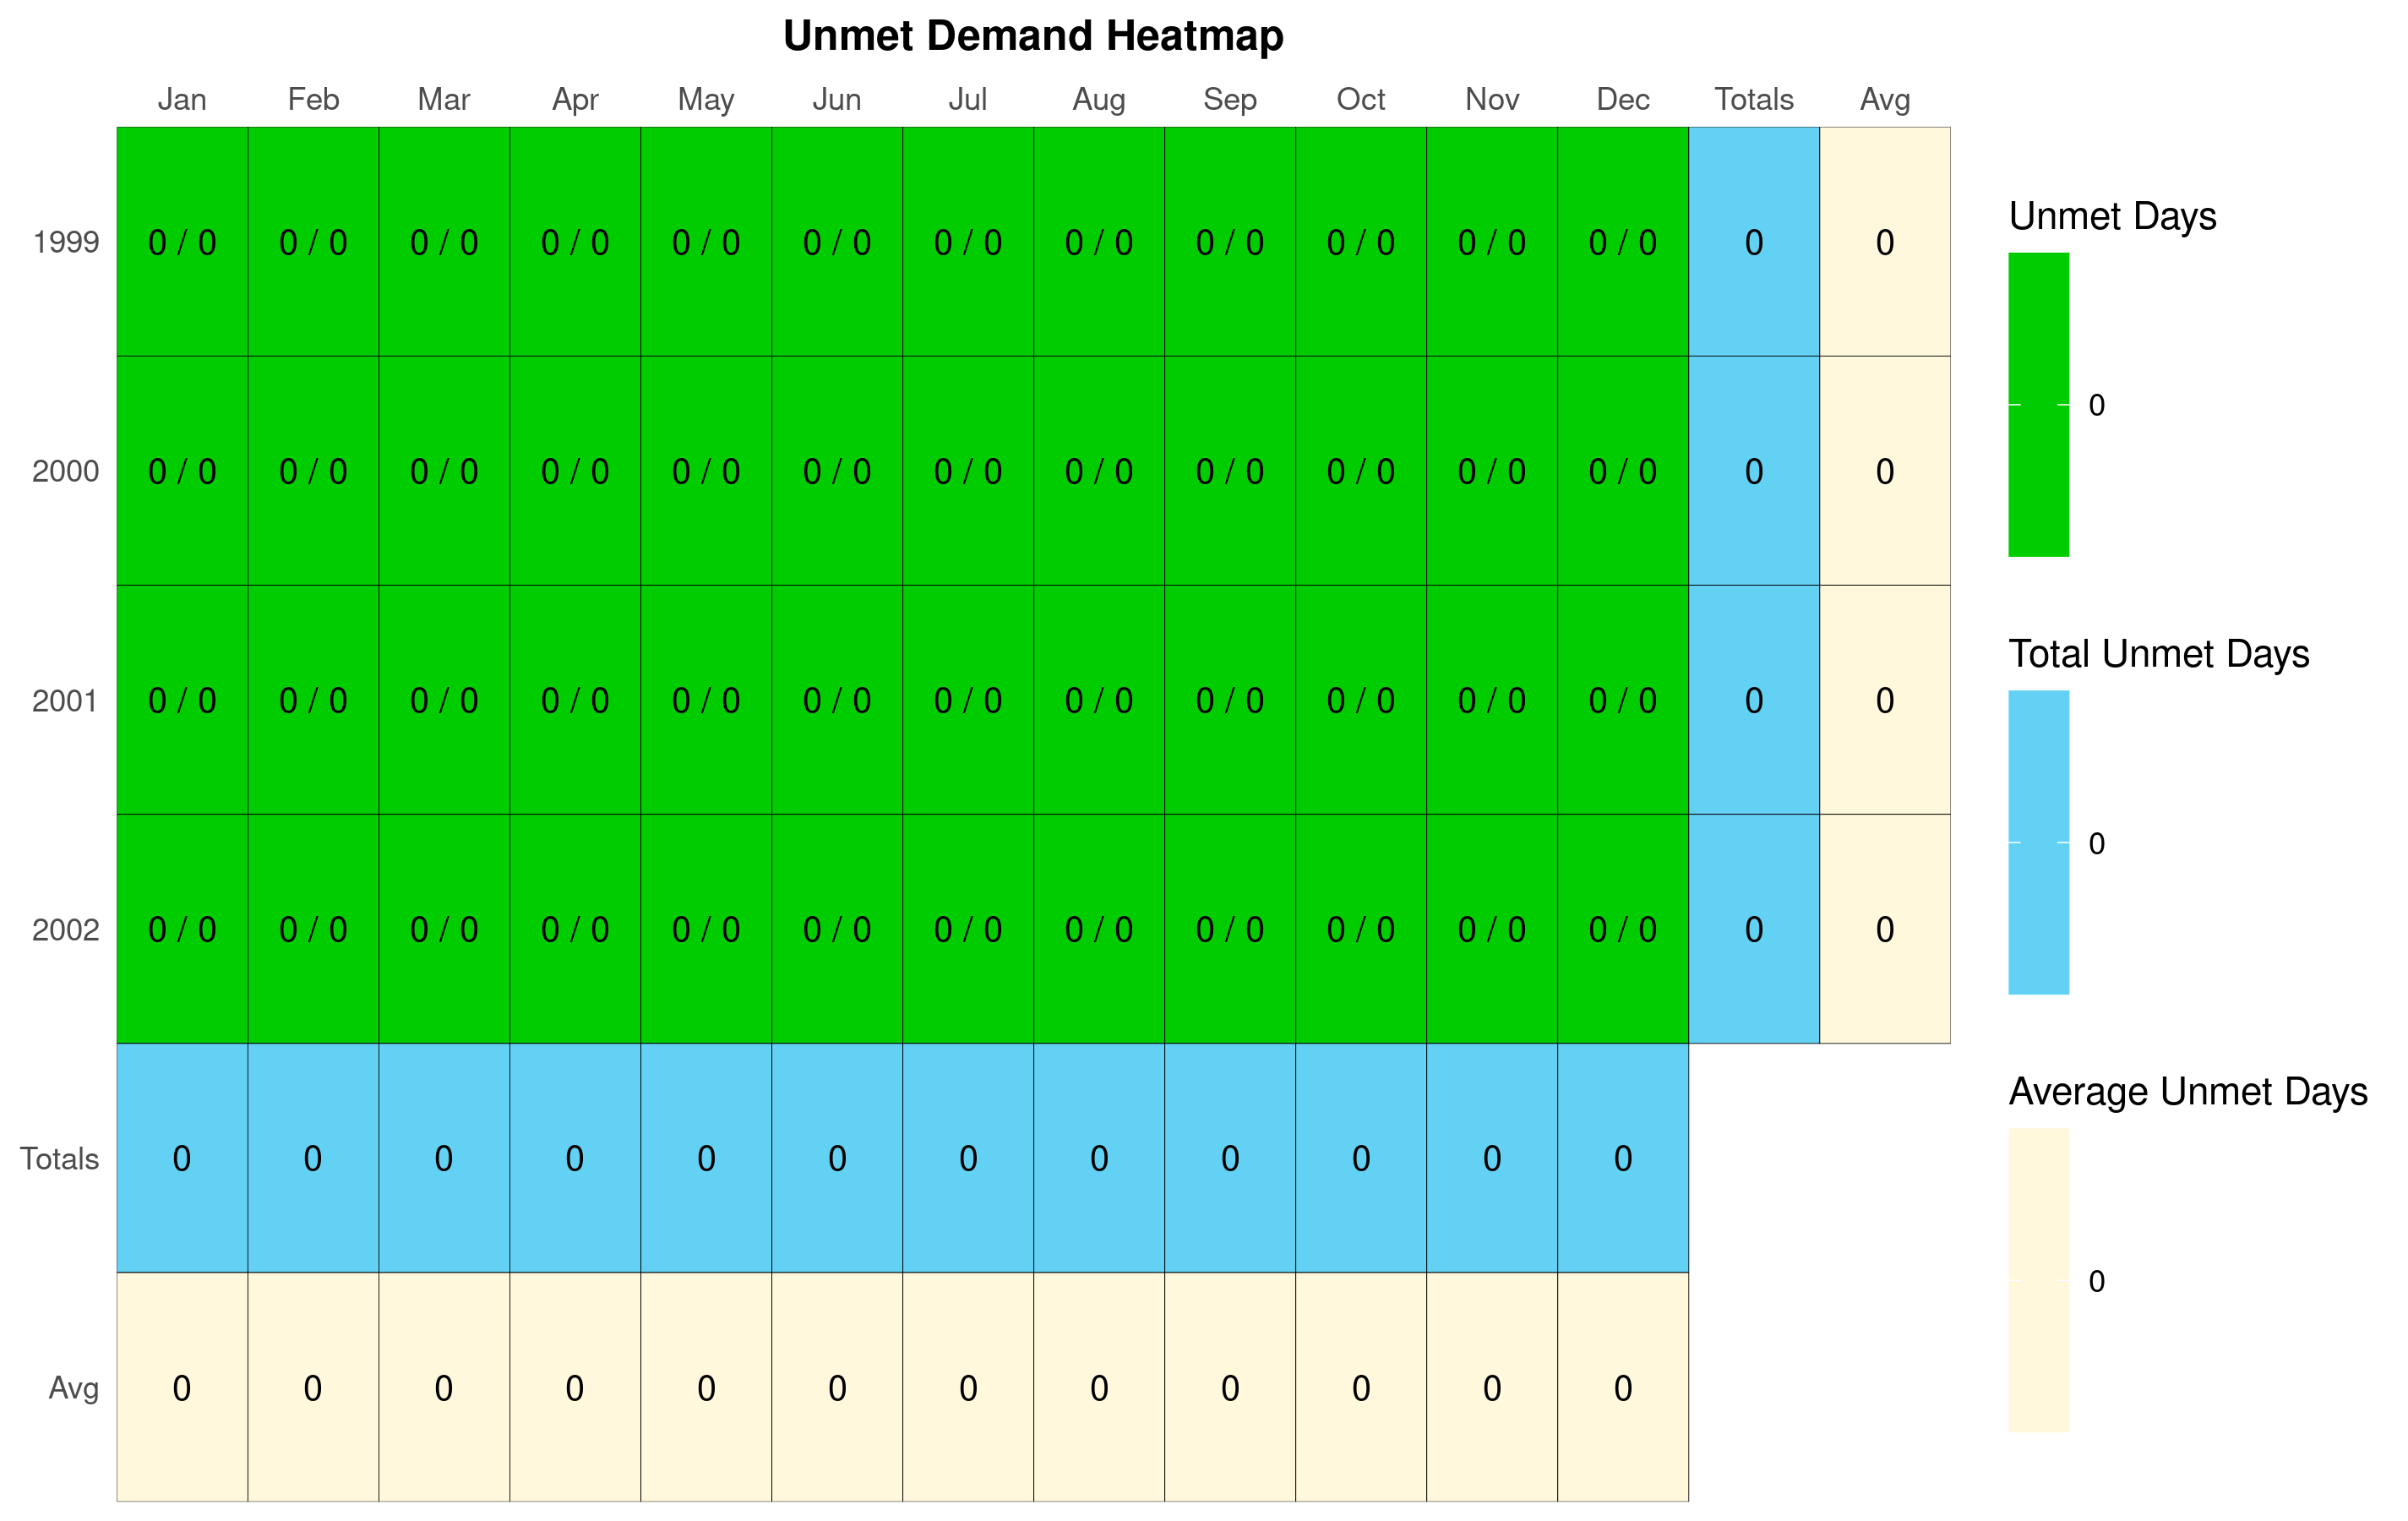 Unmet Demand Heatmap
Jan Feb Mar Apr May Jun Jul Aug Sep Oct Nov Dec Totals Avg
1999 0 / 0 0 / 0 0 / 0 0 / 0 0 / 0 0 / 0 0 / 0 0 / 0 0 / 0 0 / 0 0 / 0 0 / 0 0 0
2000 0 / 0 0 / 0 0 / 0 0 / 0 0 / 0 0 / 0 0 / 0 0 / 0 0 / 0 0 / 0 0 / 0 0 / 0 0 0
2001 0 / 0 0 / 0 0 / 0 0 / 0 0 / 0 0 / 0 0 / 0 0 / 0 0 / 0 0 / 0 0 / 0 0 / 0 0 0
2002 0 / 0 0 / 0 0 / 0 0 / 0 0 / 0 0 / 0 0 / 0 0 / 0 0 / 0 0 / 0 0 / 0 0 / 0 0 0
Totals 0 0 0 0 0 0 0 0 0 0 0 0
Avg 0 0 0 0 0 0 0 0 0 0 0 0
Unmet Days
0
Total Unmet Days
0
Average Unmet Days
0